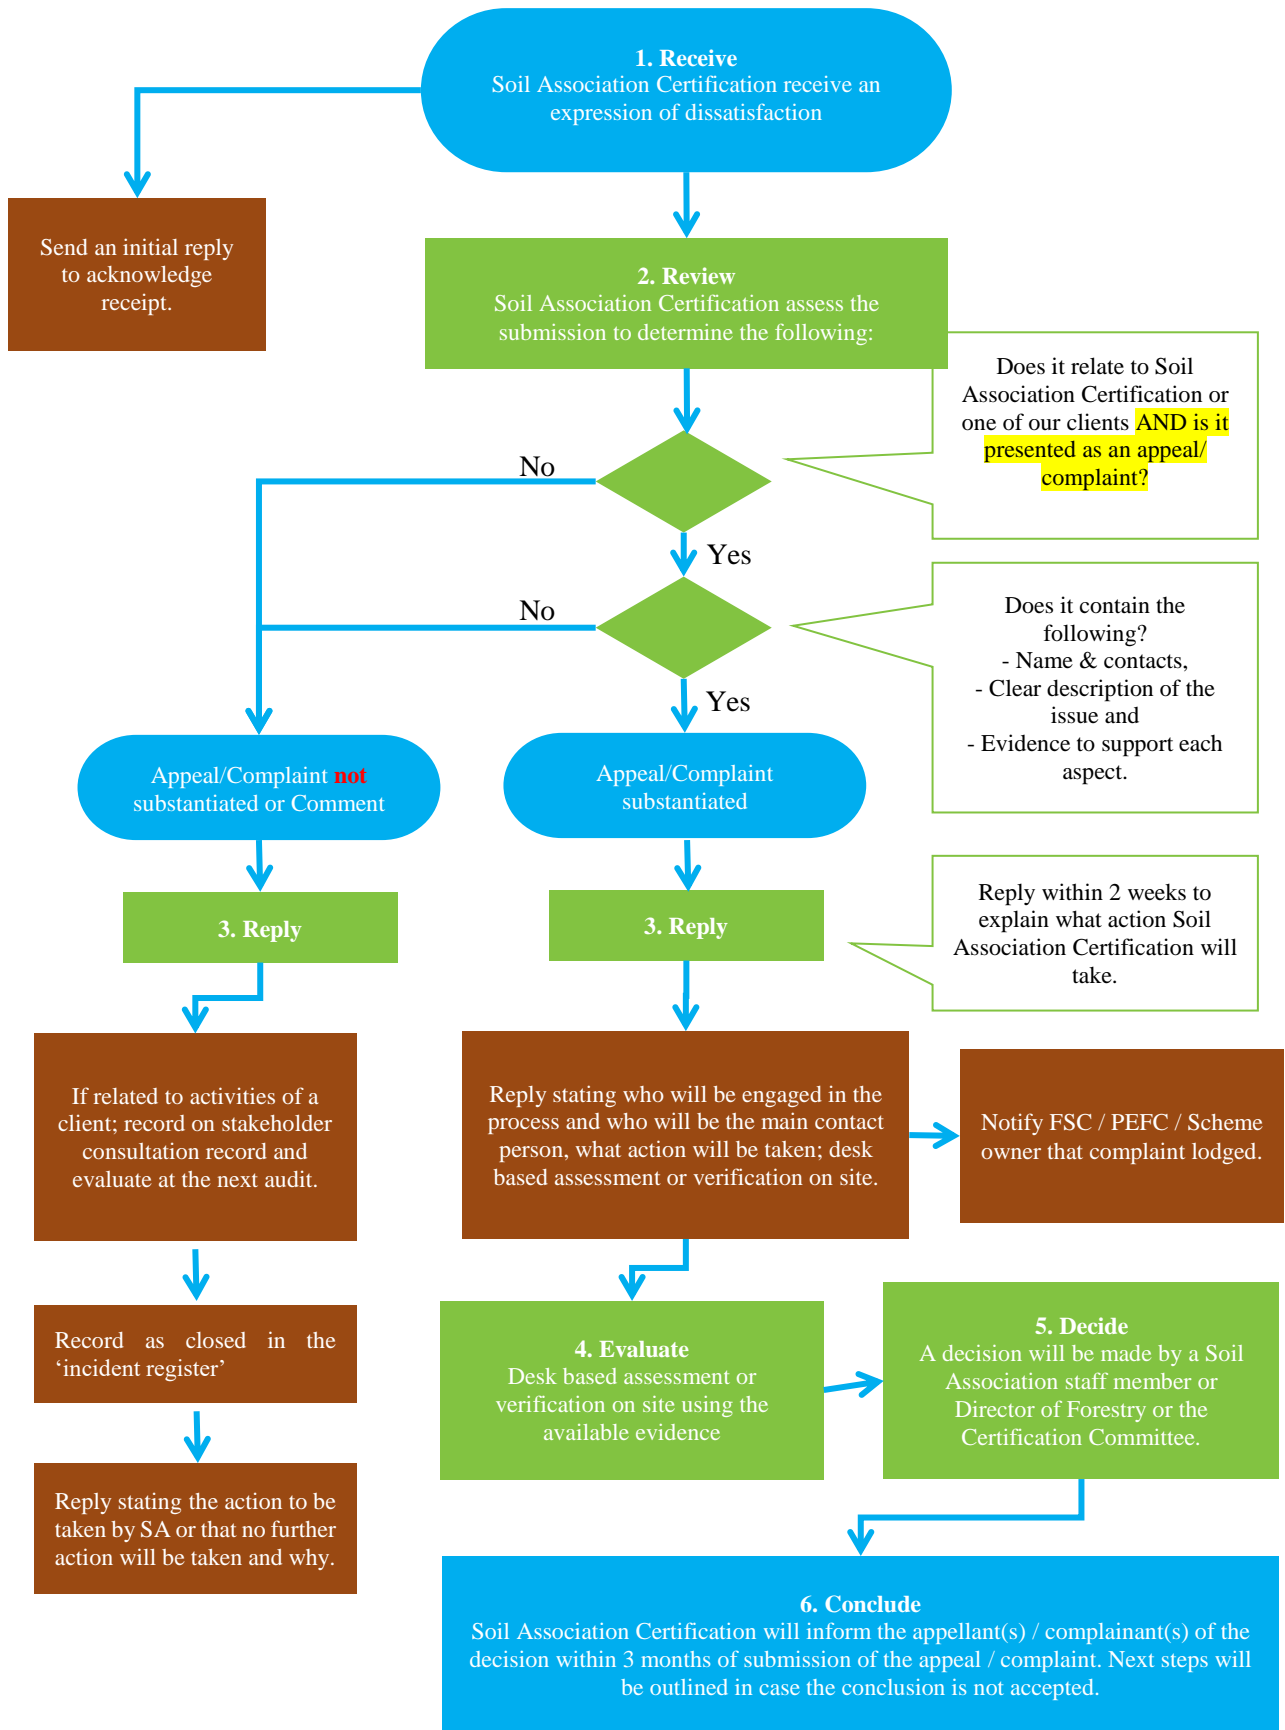 1. Receive
Soil Association Certification receive an
expression of dissatisfaction
Send an initial reply
to acknowledge
receipt.
2. Review
Soil Association Certification assess the
submission to determine the following:
Does it relate to Soil
Association Certification or
one of our clients AND is it
presented as an appeal/
complaint?
No
Yes
Does it contain the
following?
- Name & contacts,
- Clear description of the
issue and
- Evidence to support each
aspect.
No
Yes
Appeal/Complaint not
substantiated or Comment
Appeal/Complaint
substantiated
3. Reply
3. Reply
Reply within 2 weeks to
explain what action Soil
Association Certification will
take.
If related to activities of a
client; record on stakeholder
consultation record and
evaluate at the next audit.
Reply stating who will be engaged in the
process and who will be the main contact
person, what action will be taken; desk
based assessment or verification on site.
Notify FSC / PEFC / Scheme
owner that complaint lodged.
Record as closed in the
‘incident register’
4. Evaluate
Desk based assessment or
verification on site using the
available evidence
5. Decide
A decision will be made by a Soil
Association staff member or
Director of Forestry or the
Certification Committee.
Reply stating the action to be
taken by SA or that no further
action will be taken and why.
6. Conclude
Soil Association Certification will inform the appellant(s) / complainant(s) of the
decision within 3 months of submission of the appeal / complaint. Next steps will
be outlined in case the conclusion is not accepted.